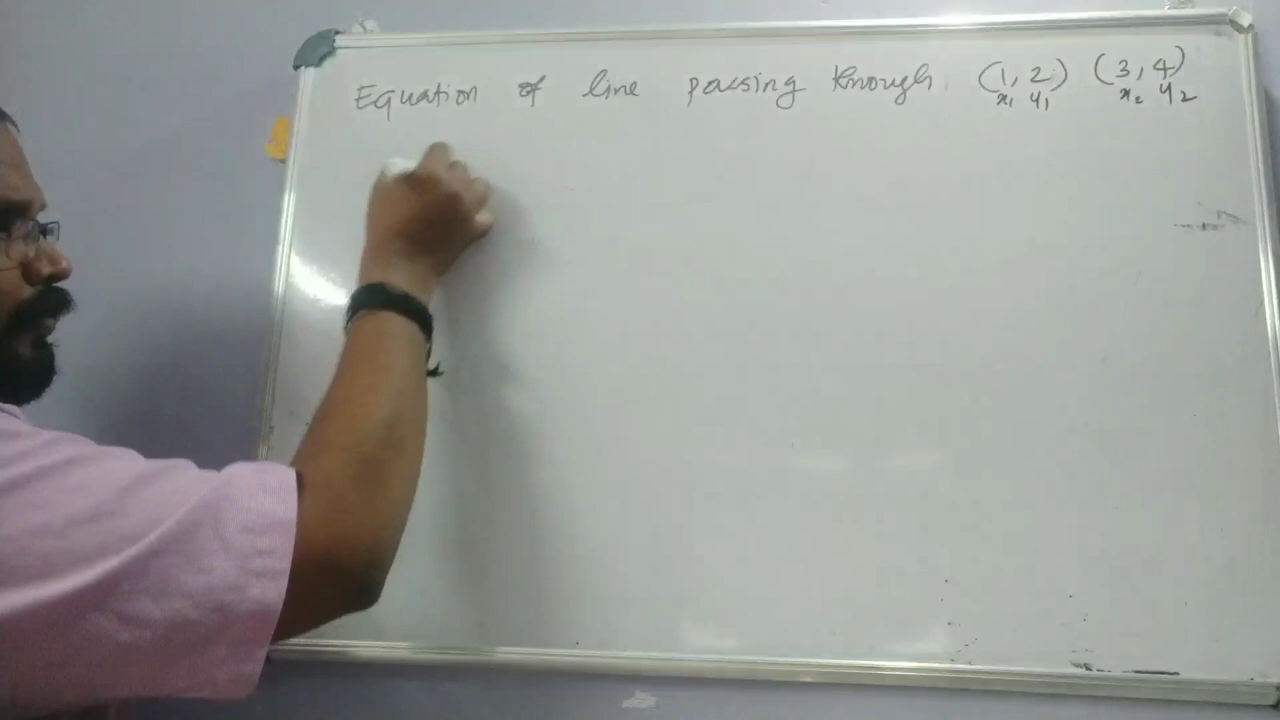 Equation of line passing through (1, 2) (3, 4)
x₁ y₁ x₂ y₂